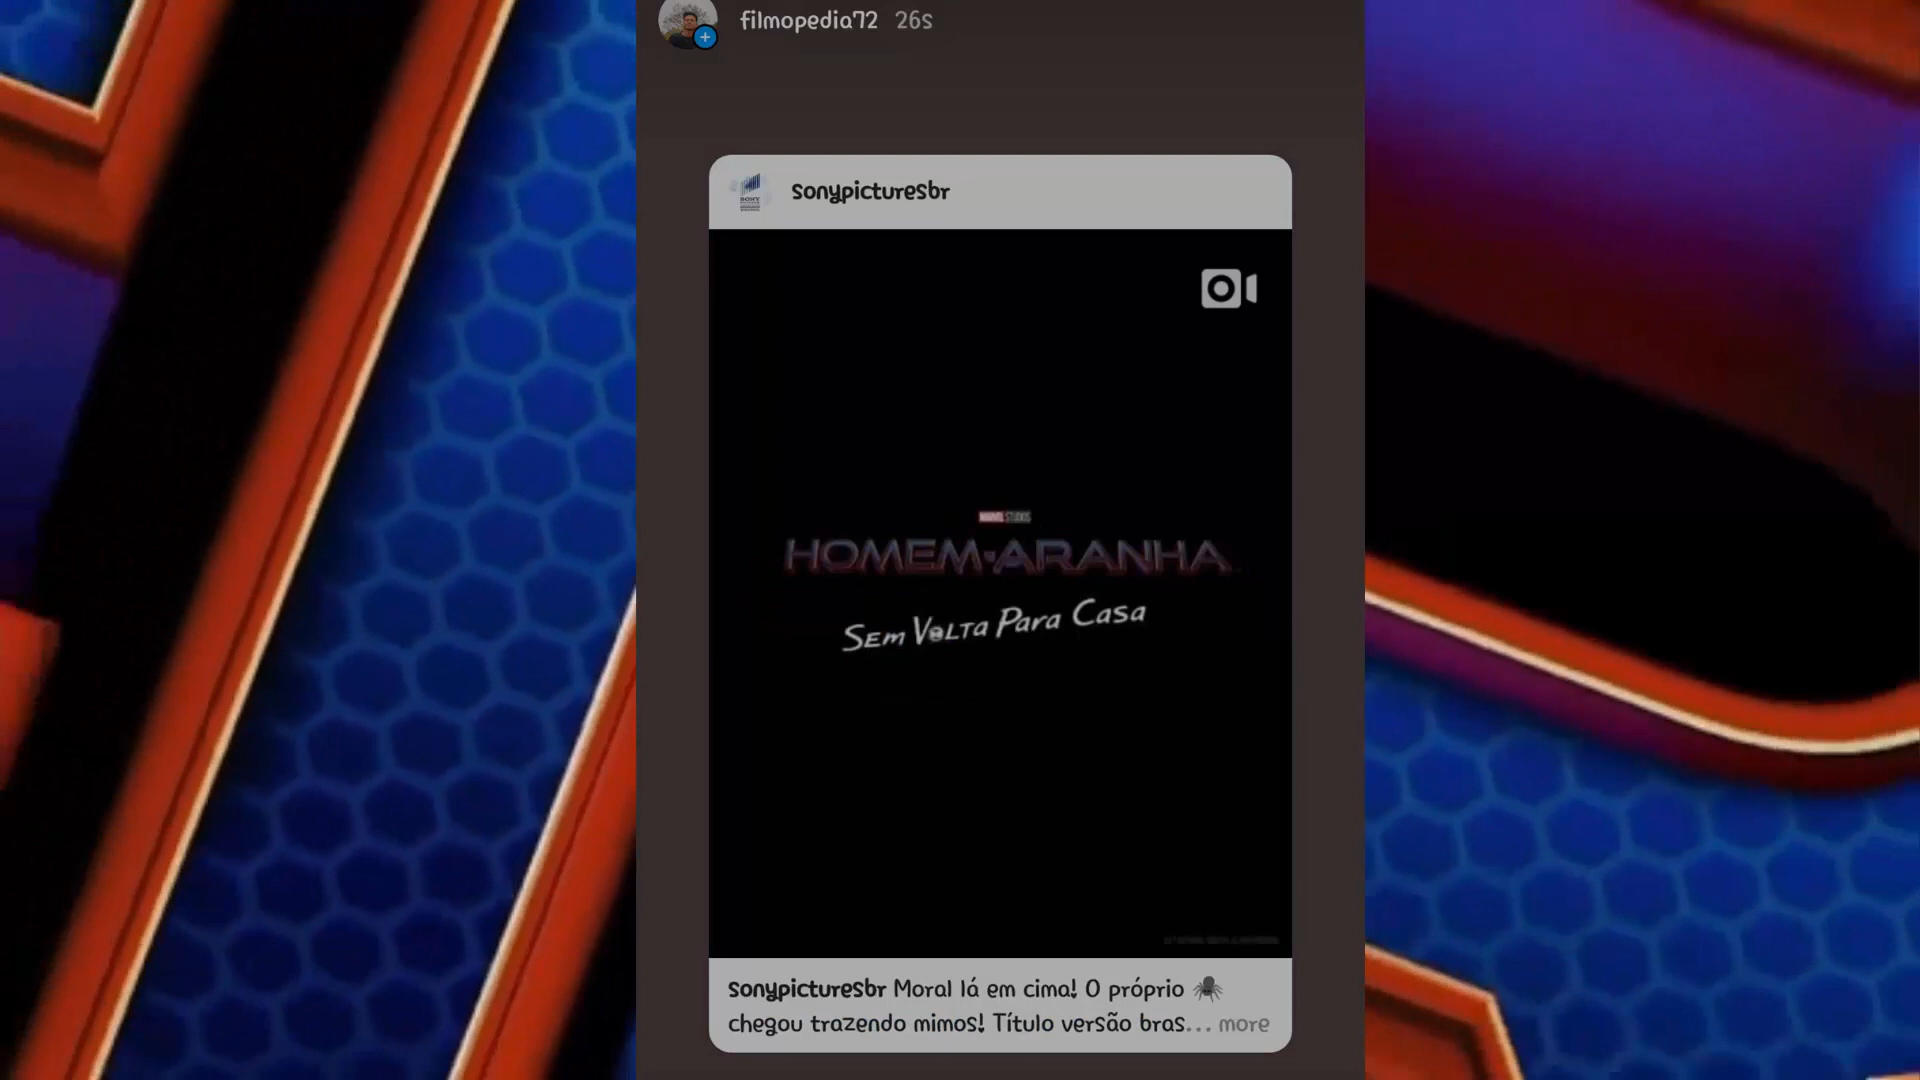 filmopedia72 26s
SONY
sonypicturesbr
MARVEL STUDIOS
HOMEM-ARANHA
SEM VOLTA PARA CASA
sonypicturesbr Moral lá em cima! O próprio 🕷
chegou trazendo mimos! Título versão bras... more